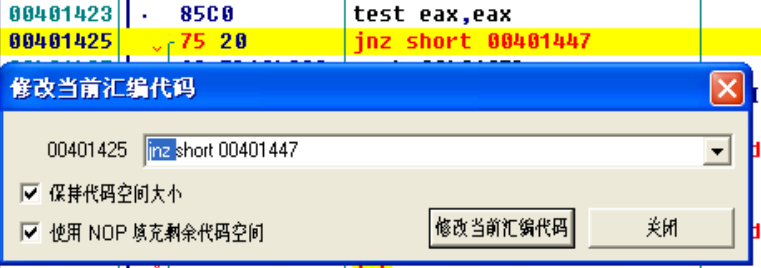 00401423 · 85C0 test eax,eax
00401425 75 20 jnz short 00401447
修改当前汇编代码
00401425 jnz short 00401447
保持代码空间大小
使用 NOP 填充剩余代码空间
修改当前汇编代码 关闭